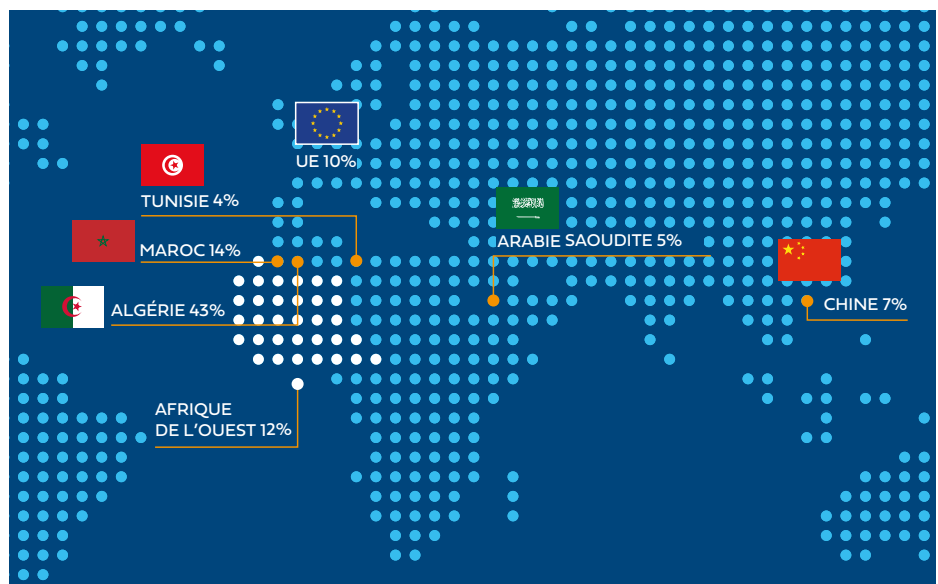 UE 10%
TUNISIE 4%
MAROC 14%
ARABIE SAOUDITE 5%
ALGÉRIE 43%
CHINE 7%
AFRIQUE
DE L'OUEST 12%